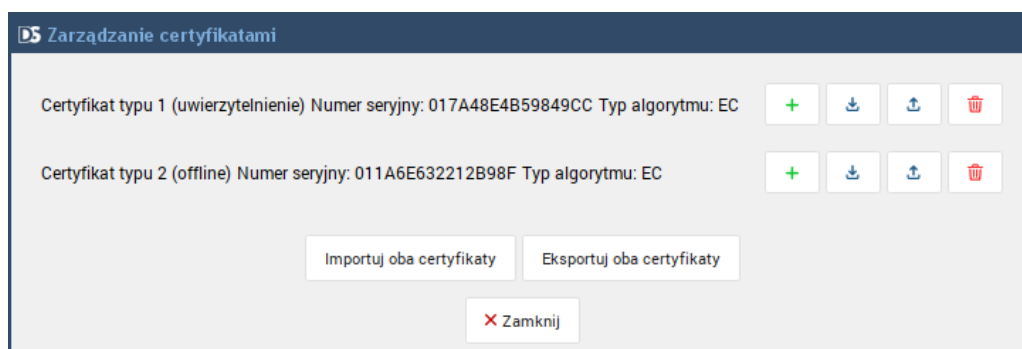 DS Zarządzanie certyfikatami
Certyfikat typu 1 (uwierzytelnienie) Numer seryjny: 017A48E4B59849CC Typ algorytmu: EC
Certyfikat typu 2 (offline) Numer seryjny: 011A6E632212B98F Typ algorytmu: EC
Importuj oba certyfikaty Eksportuj oba certyfikaty
Zamknij